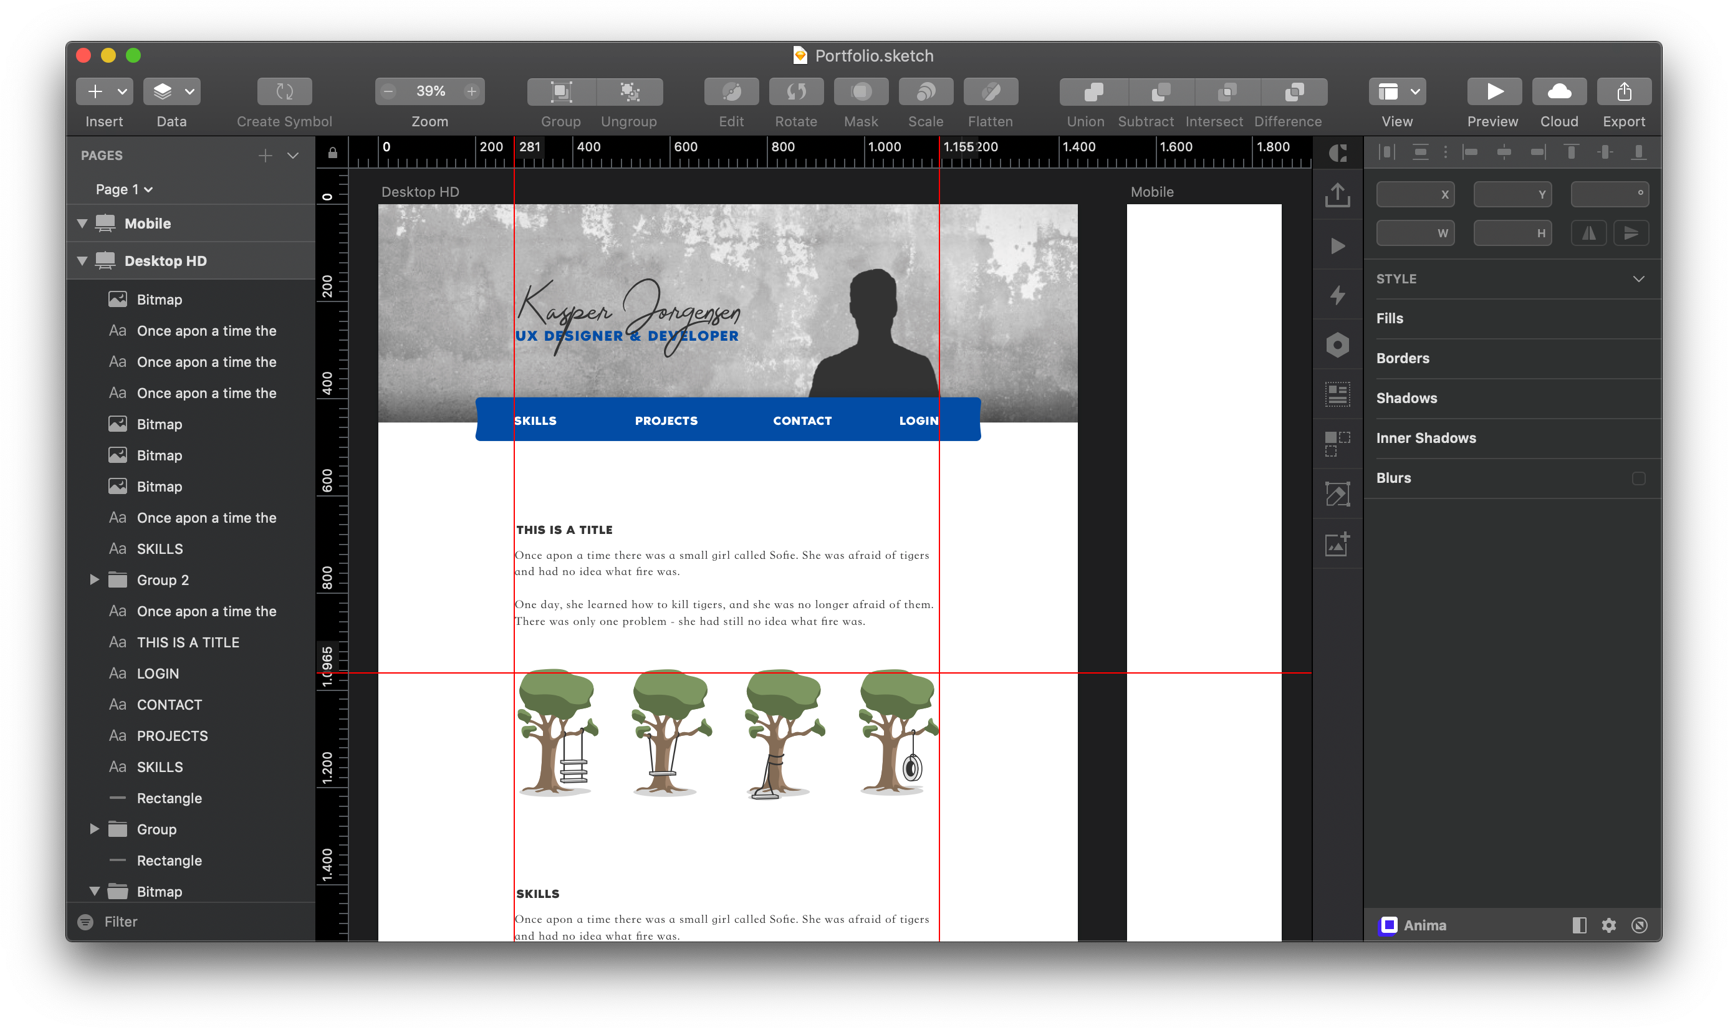 Portfolio.sketch
39%
Insert
Data
Create Symbol
Zoom
Group
Ungroup
Edit
Rotate
Mask
Scale
Flatten
Union
Subtract
Intersect
Difference
View
Preview
Cloud
Export
PAGES
Page 1
Mobile
Desktop HD
Bitmap
Once apon a time the
Once apon a time the
Once apon a time the
Bitmap
Bitmap
Bitmap
Once apon a time the
SKILLS
Group 2
Once apon a time the
THIS IS A TITLE
LOGIN
CONTACT
PROJECTS
SKILLS
Rectangle
Group
Rectangle
Bitmap
Filter
0
200
281
400
600
800
1.000
1.155
200
1.400
1.600
1.800
0
200
400
600
800
1.200
1.400
Desktop HD
Mobile
Kasper Jorgensen
UX DESIGNER & DEVELOPER
SKILLS
PROJECTS
CONTACT
LOGIN
THIS IS A TITLE
Once apon a time there was a small girl called Sofie. She was afraid of tigers
and had no idea what fire was.
One day, she learned how to kill tigers, and she was no longer afraid of them.
There was only one problem - she had still no idea what fire was.
SKILLS
Once apon a time there was a small girl called Sofie. She was afraid of tigers
and had no idea what fire was.
X
Y
°
W
H
STYLE
Fills
Borders
Shadows
Inner Shadows
Blurs
Anima